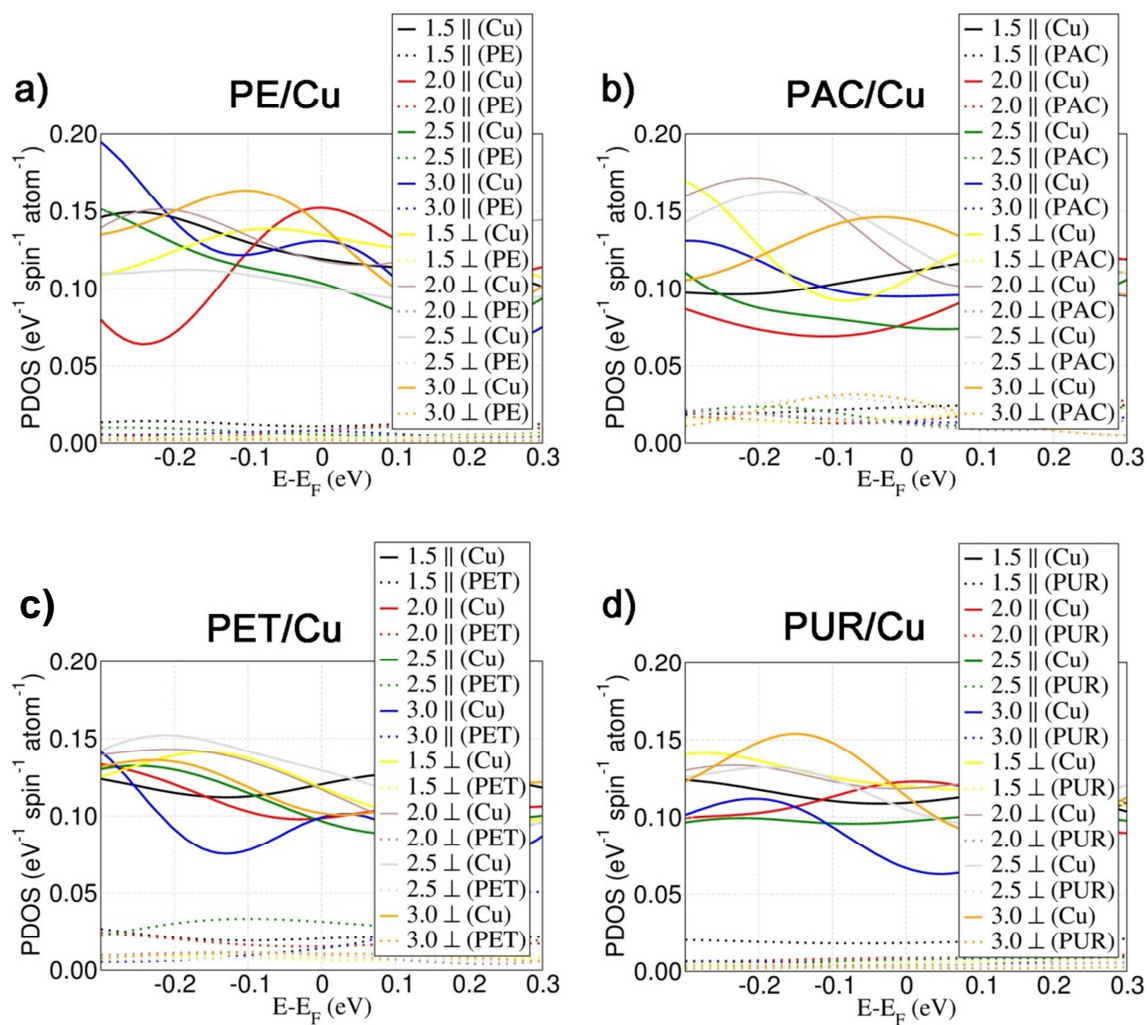 a)
PE/Cu
PDOS (eV⁻¹ spin⁻¹ atom⁻¹)
0.20
0.15
0.10
0.05
0.00
-0.2
-0.1
0
0.1
0.2
0.3
E-E_F (eV)
1.5 || (Cu)
1.5 || (PE)
2.0 || (Cu)
2.0 || (PE)
2.5 || (Cu)
2.5 || (PE)
3.0 || (Cu)
3.0 || (PE)
1.5 ⊥ (Cu)
1.5 ⊥ (PE)
2.0 ⊥ (Cu)
2.0 ⊥ (PE)
2.5 ⊥ (Cu)
2.5 ⊥ (PE)
3.0 ⊥ (Cu)
3.0 ⊥ (PE)
b)
PAC/Cu
PDOS (eV⁻¹ spin⁻¹ atom⁻¹)
0.20
0.15
0.10
0.05
0.00
-0.2
-0.1
0
0.1
0.2
0.3
E-E_F (eV)
1.5 || (Cu)
1.5 || (PAC)
2.0 || (Cu)
2.0 || (PAC)
2.5 || (Cu)
2.5 || (PAC)
3.0 || (Cu)
3.0 || (PAC)
1.5 ⊥ (Cu)
1.5 ⊥ (PAC)
2.0 ⊥ (Cu)
2.0 ⊥ (PAC)
2.5 ⊥ (Cu)
2.5 ⊥ (PAC)
3.0 ⊥ (Cu)
3.0 ⊥ (PAC)
c)
PET/Cu
PDOS (eV⁻¹ spin⁻¹ atom⁻¹)
0.20
0.15
0.10
0.05
0.00
-0.2
-0.1
0
0.1
0.2
0.3
E-E_F (eV)
1.5 || (Cu)
1.5 || (PET)
2.0 || (Cu)
2.0 || (PET)
2.5 || (Cu)
2.5 || (PET)
3.0 || (Cu)
3.0 || (PET)
1.5 ⊥ (Cu)
1.5 ⊥ (PET)
2.0 ⊥ (Cu)
2.0 ⊥ (PET)
2.5 ⊥ (Cu)
2.5 ⊥ (PET)
3.0 ⊥ (Cu)
3.0 ⊥ (PET)
d)
PUR/Cu
PDOS (eV⁻¹ spin⁻¹ atom⁻¹)
0.20
0.15
0.10
0.05
0.00
-0.2
-0.1
0
0.1
0.2
0.3
E-E_F (eV)
1.5 || (Cu)
1.5 || (PUR)
2.0 || (Cu)
2.0 || (PUR)
2.5 || (Cu)
2.5 || (PUR)
3.0 || (Cu)
3.0 || (PUR)
1.5 ⊥ (Cu)
1.5 ⊥ (PUR)
2.0 ⊥ (Cu)
2.0 ⊥ (PUR)
2.5 ⊥ (Cu)
2.5 ⊥ (PUR)
3.0 ⊥ (Cu)
3.0 ⊥ (PUR)